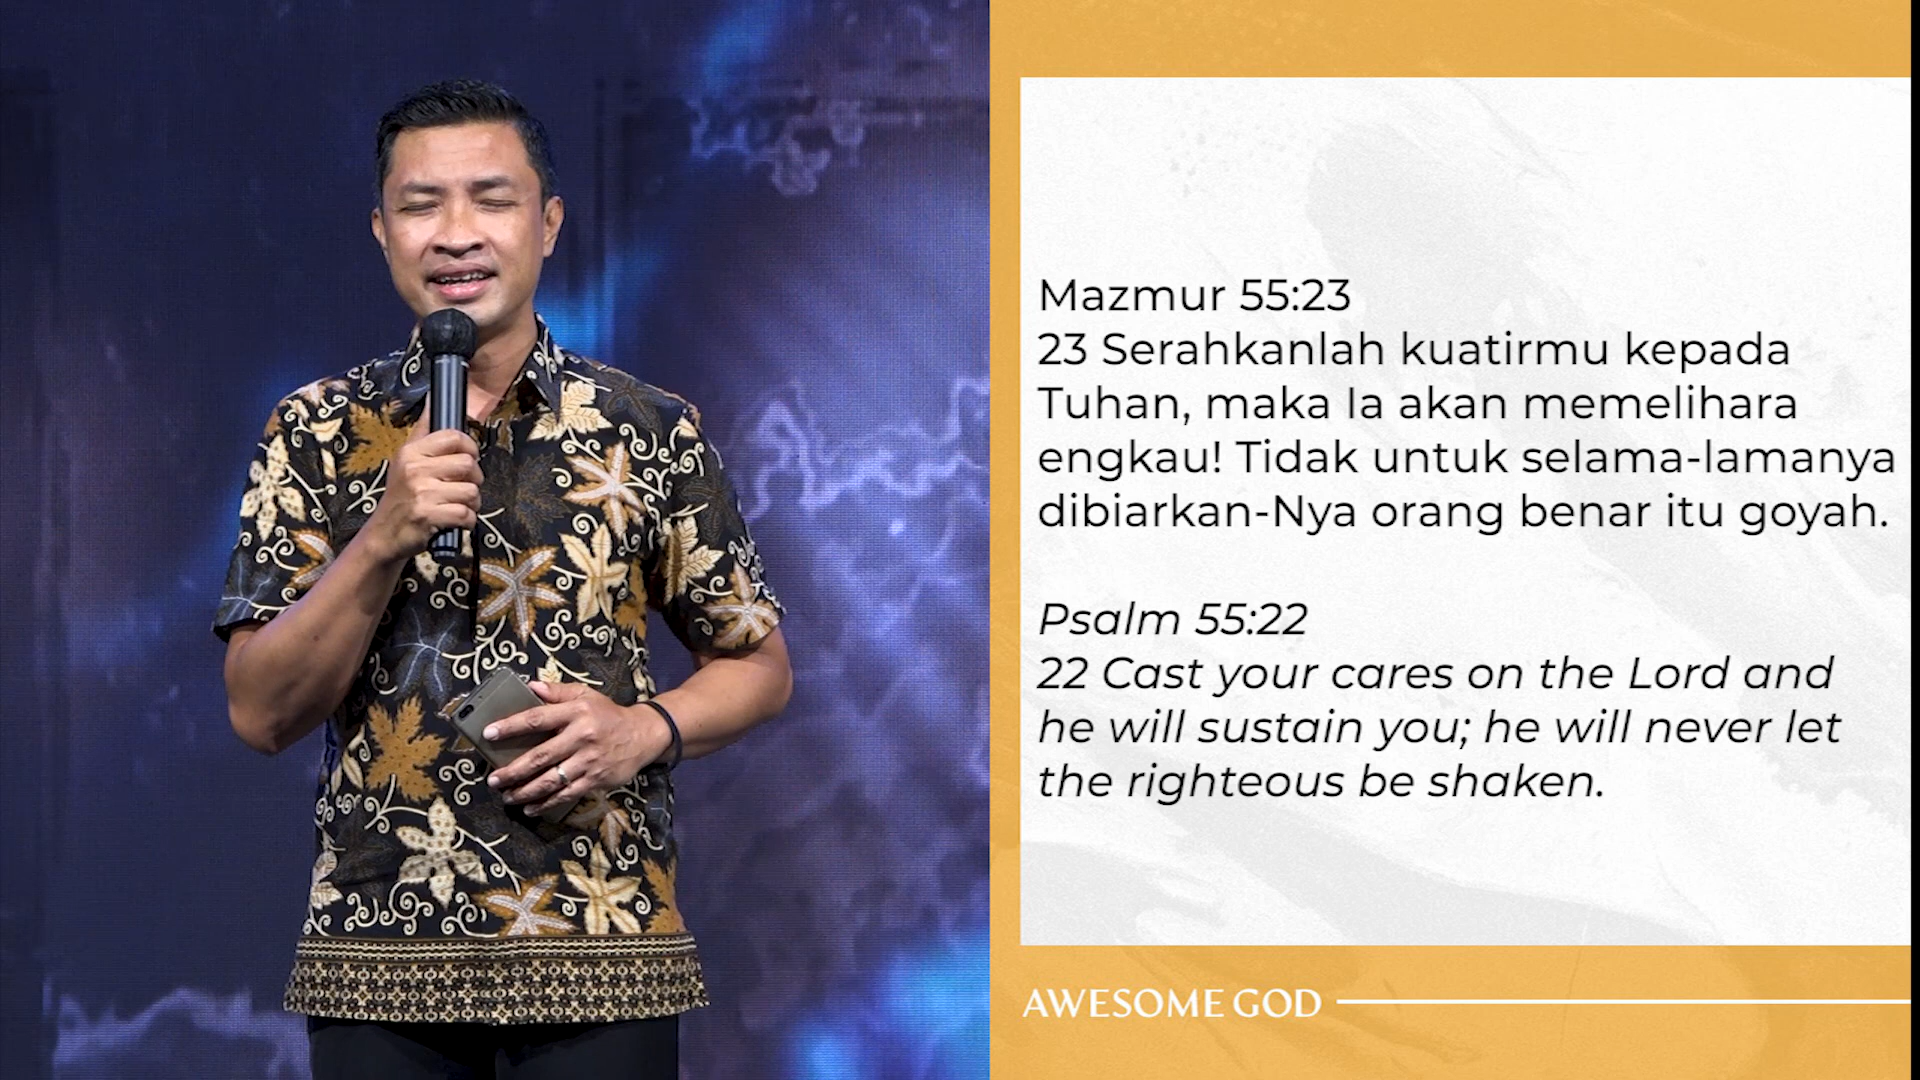 Mazmur 55:23
23 Serahkanlah kuatirmu kepada
Tuhan, maka Ia akan memelihara
engkau! Tidak untuk selama-lamanya
dibiarkan-Nya orang benar itu goyah.
Psalm 55:22
22 Cast your cares on the Lord and
he will sustain you; he will never let
the righteous be shaken.
AWESOME GOD